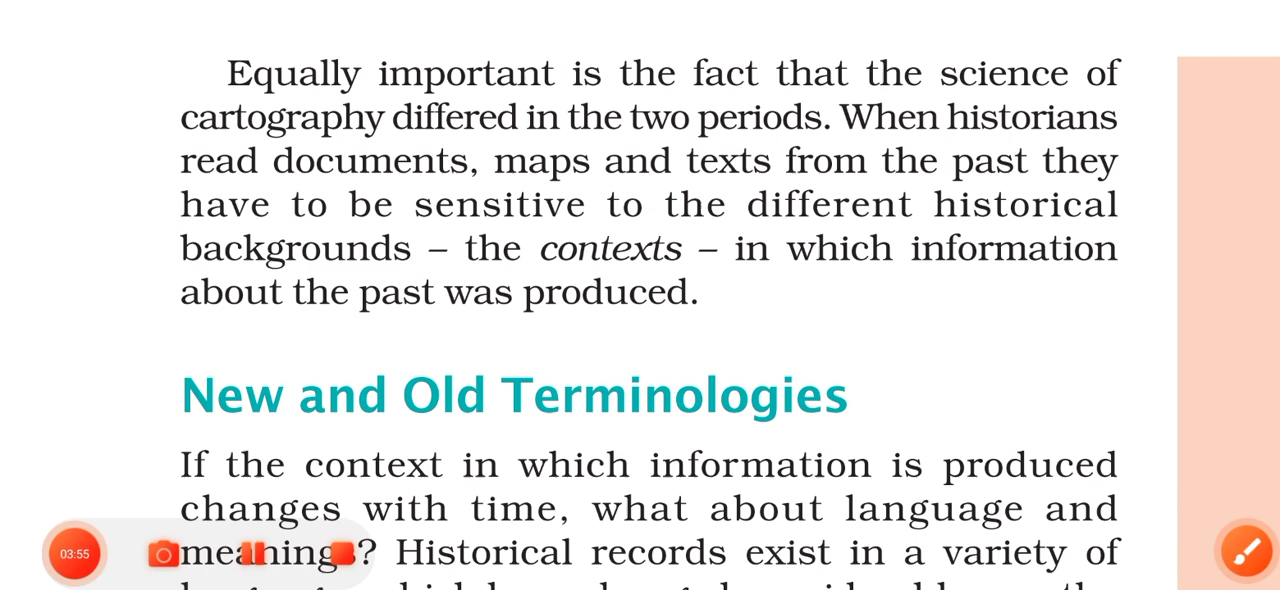 Equally important is the fact that the science of
cartography differed in the two periods. When historians
read documents, maps and texts from the past they
have to be sensitive to the different historical
backgrounds – the contexts – in which information
about the past was produced.
New and Old Terminologies
If the context in which information is produced
changes with time, what about language and
meanings? Historical records exist in a variety of
03:55